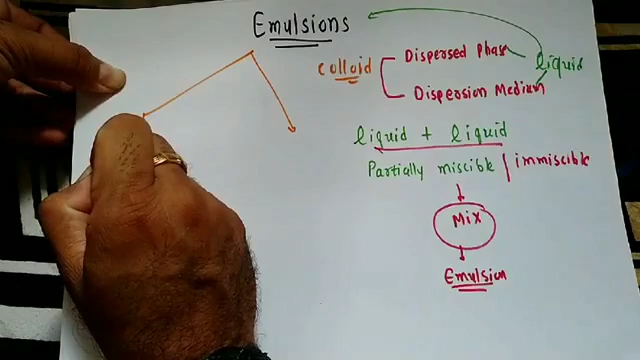 Emulsions
Colloid
Dispersed Phase
liquid
Dispersion Medium
liquid + liquid
Partially miscible / immiscible
Mix
Emulsion